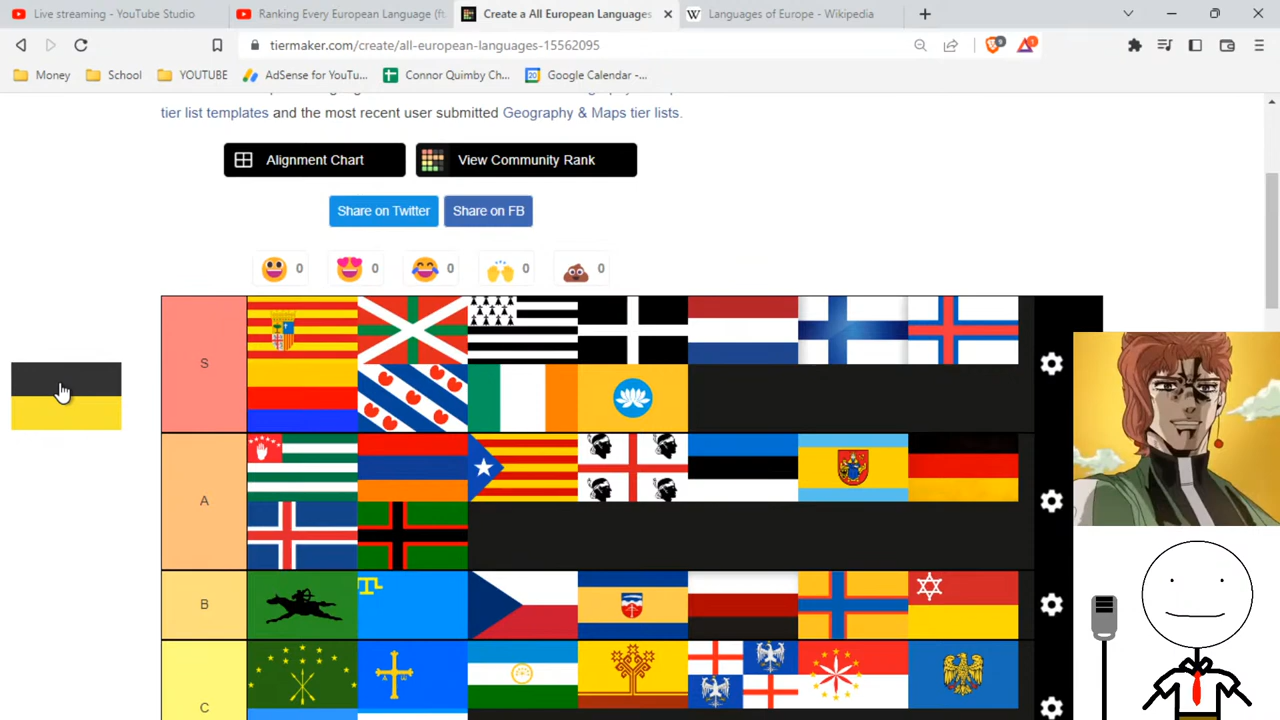 Live streaming - YouTube Studio
Ranking Every European Language (ft.
Create a All European Languages
Languages of Europe - Wikipedia
tiermaker.com/create/all-european-languages-15562095
9
1
Money
School
YOUTUBE
AdSense for YouTu...
Connor Quimby Ch...
Google Calendar -...
tier list templates and the most recent user submitted Geography & Maps tier lists.
Alignment Chart
View Community Rank
Share on Twitter
Share on FB
0
0
0
0
0
S
A
B
C